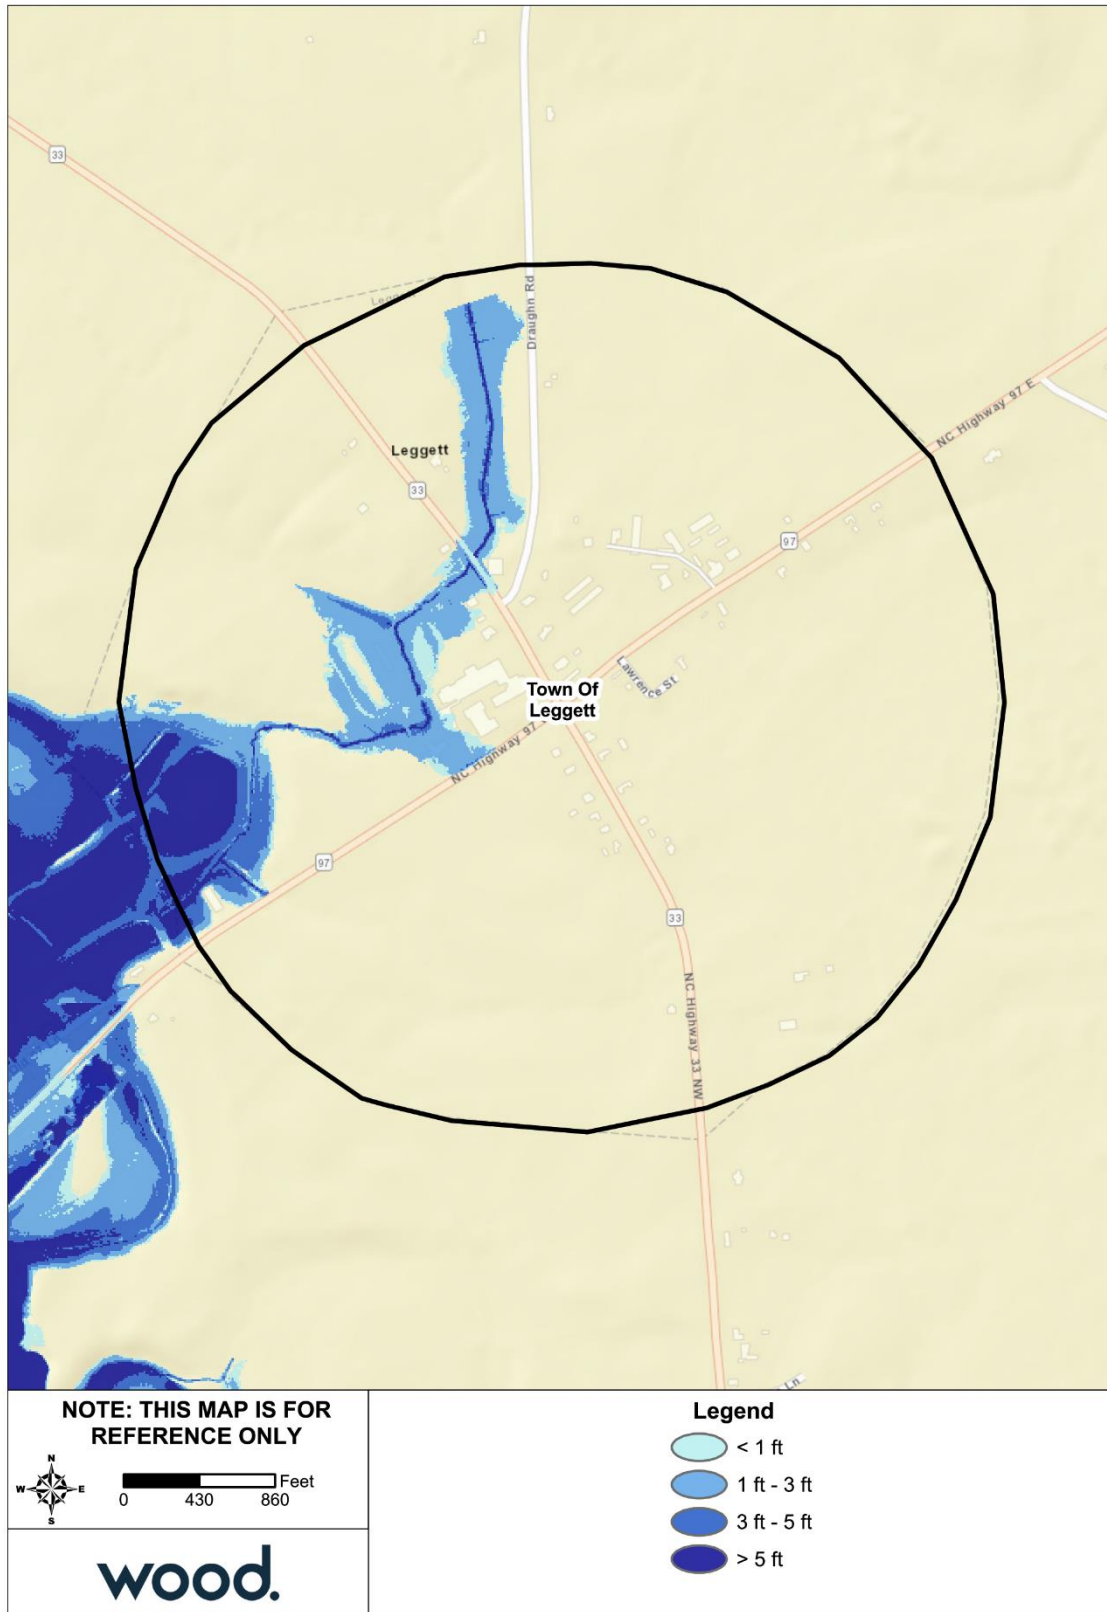 33
Draughn Rd
NC Highway 97 E
Leggett
33
97
Lawrence St
Town Of
Leggett
NC Highway 97
97
33
NC Highway 33 NW
Ln
NOTE: THIS MAP IS FOR
REFERENCE ONLY
N
W E
S
Feet
0 430 860
wood.
Legend
< 1 ft
1 ft - 3 ft
3 ft - 5 ft
> 5 ft